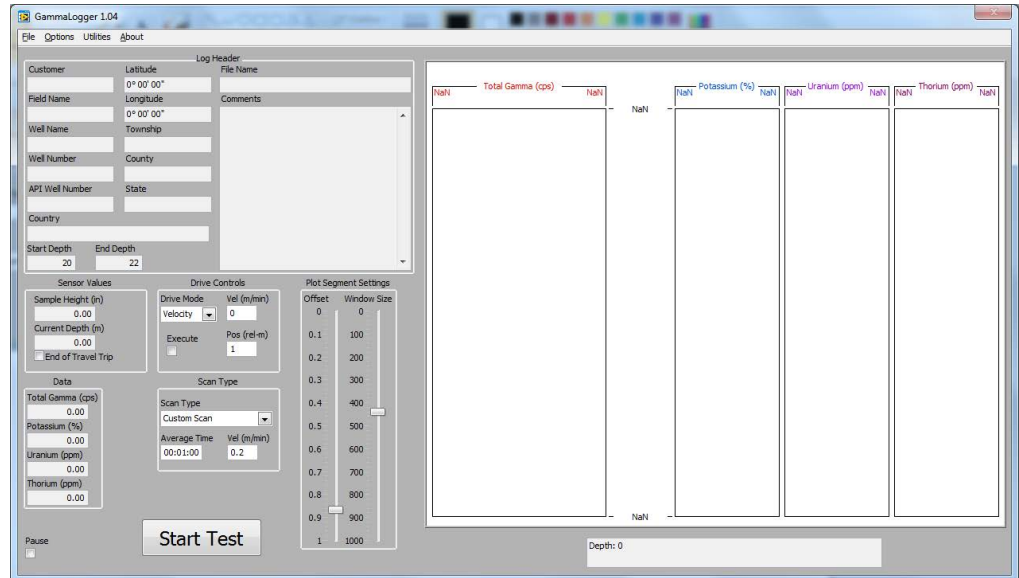 GammaLogger 1.04
File Options Utilities About
Log Header
Customer Latitude File Name
0° 00' 00"
Field Name Longitude Comments
0° 00' 00"
Well Name Township
Well Number County
API Well Number State
Country
Start Depth End Depth
20 22
Sensor Values
Sample Height (in)
0.00
Current Depth (m)
0.00
End of Travel Trip
Drive Controls
Drive Mode Vel (m/min)
Velocity 0
Execute Pos (rel-m)
1
Plot Segment Settings
Offset Window Size
0 0
0.1 100
0.2 200
0.3 300
0.4 400
0.5 500
0.6 600
0.7 700
0.8 800
0.9 900
1 1000
Data
Total Gamma (cps)
0.00
Potassium (%)
0.00
Uranium (ppm)
0.00
Thorium (ppm)
0.00
Scan Type
Scan Type
Custom Scan
Average Time Vel (m/min)
00:01:00 0.2
Pause
Start Test
Total Gamma (cps)
NaN NaN
NaN
Potassium (%)
NaN NaN
Uranium (ppm)
NaN NaN
Thorium (ppm)
NaN NaN
NaN
Depth: 0